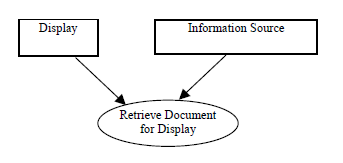 Display
Information Source
Retrieve Document
for Display